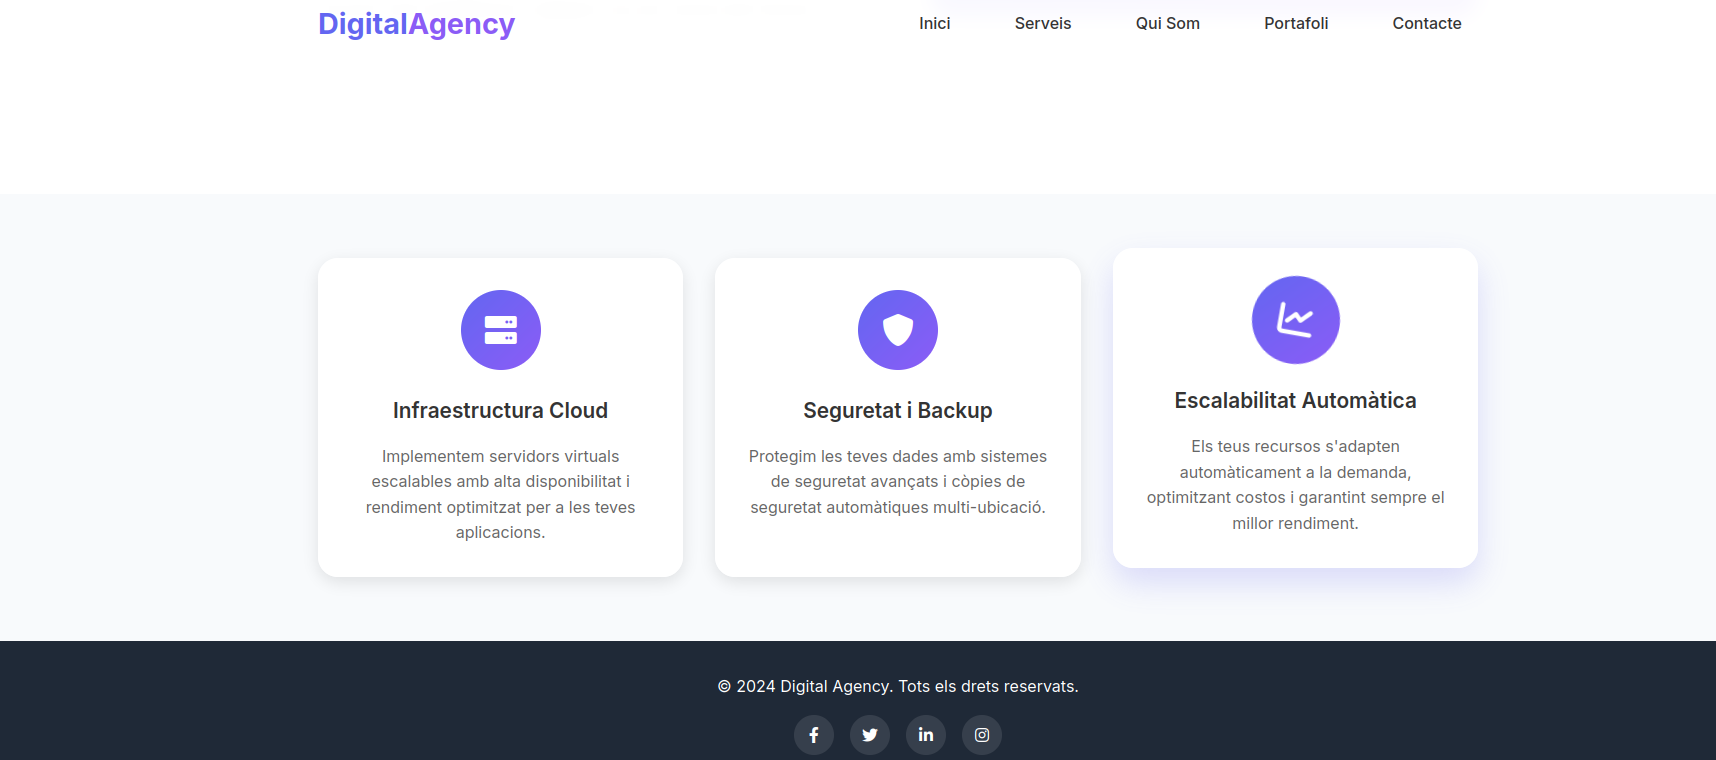 DigitalAgency
Inici Serveis Qui Som Portafoli Contacte
Infraestructura Cloud
Implementem servidors virtuals
escalables amb alta disponibilitat i
rendiment optimitzat per a les teves
aplicacions.
Seguretat i Backup
Protegim les teves dades amb sistemes
de seguretat avançats i còpies de
seguretat automàtiques multi-ubicació.
Escalabilitat Automàtica
Els teus recursos s'adapten
automàticament a la demanda,
optimitzant costos i garantint sempre el
millor rendiment.
© 2024 Digital Agency. Tots els drets reservats.